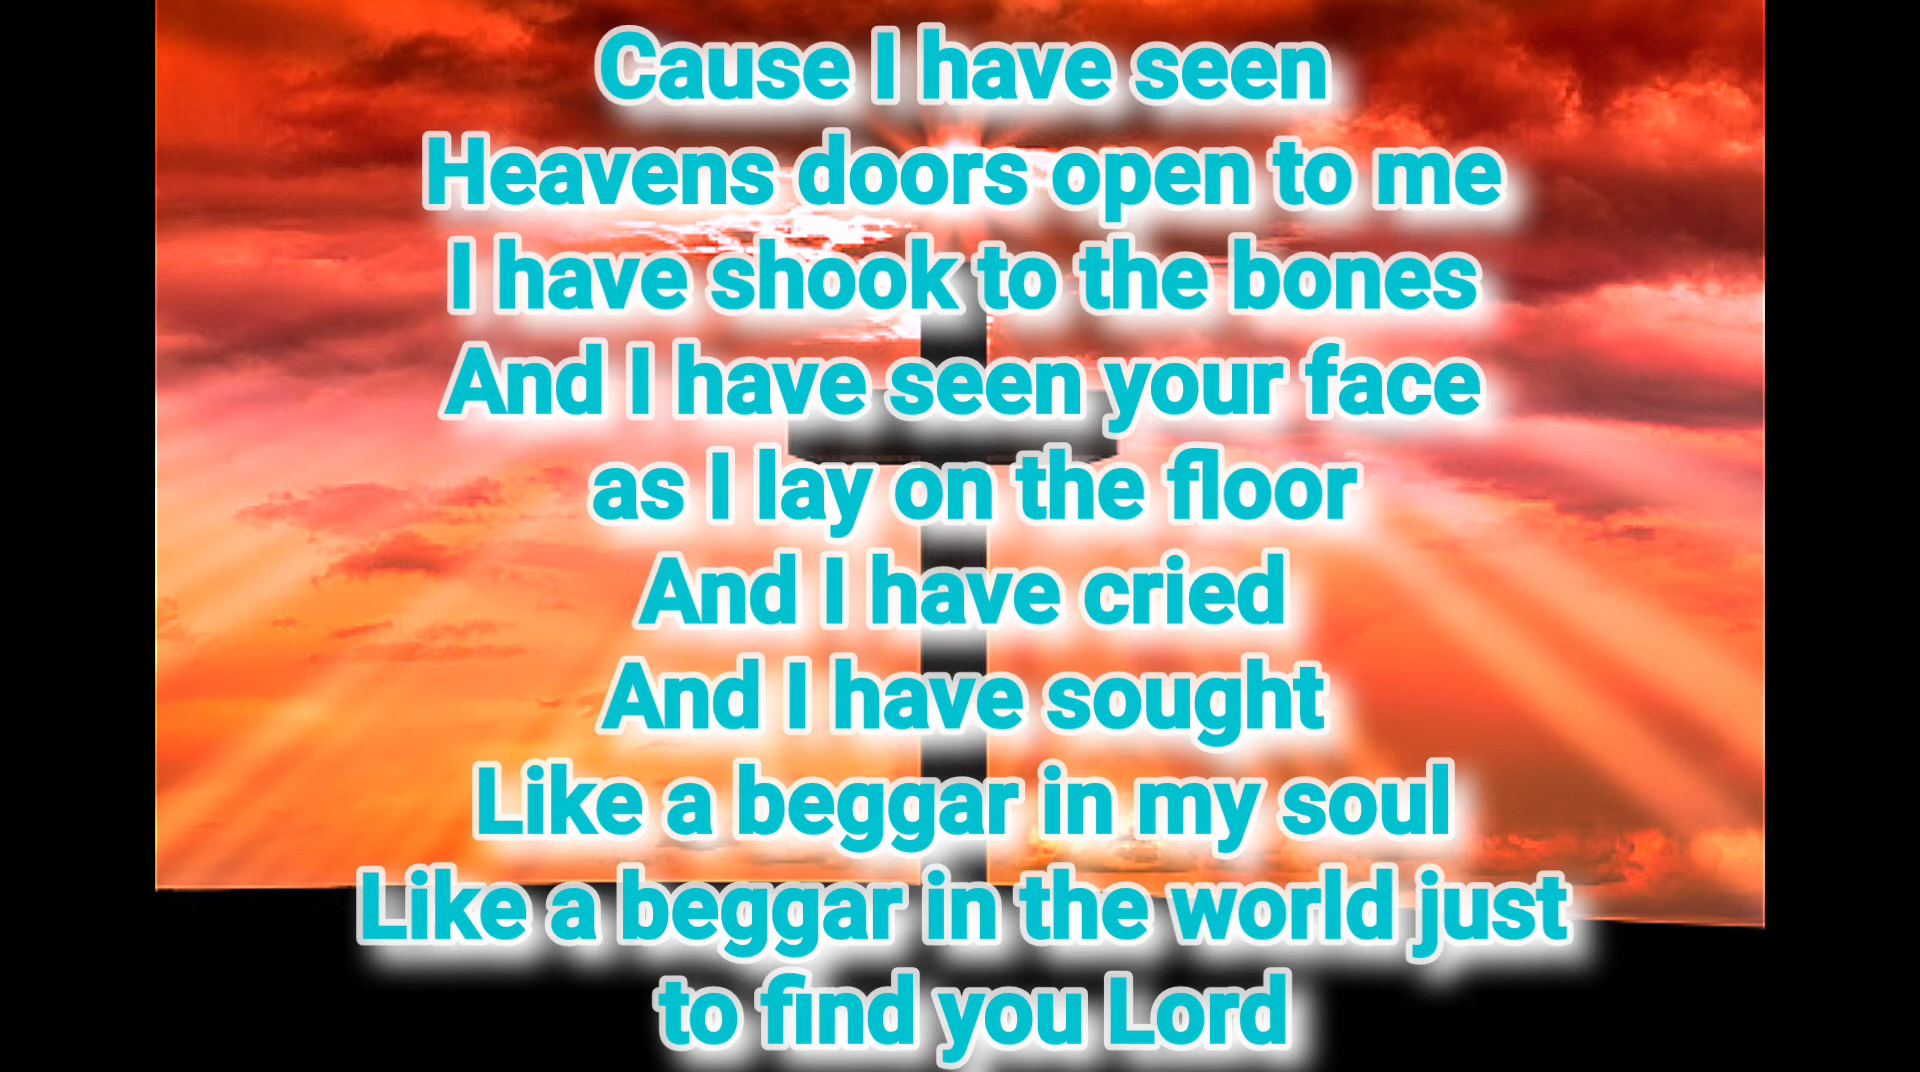 Cause I have seen
Heavens doors open to me
I have shook to the bones
And I have seen your face
as I lay on the floor
And I have cried
And I have sought
Like a beggar in my soul
Like a beggar in the world just
to find you Lord